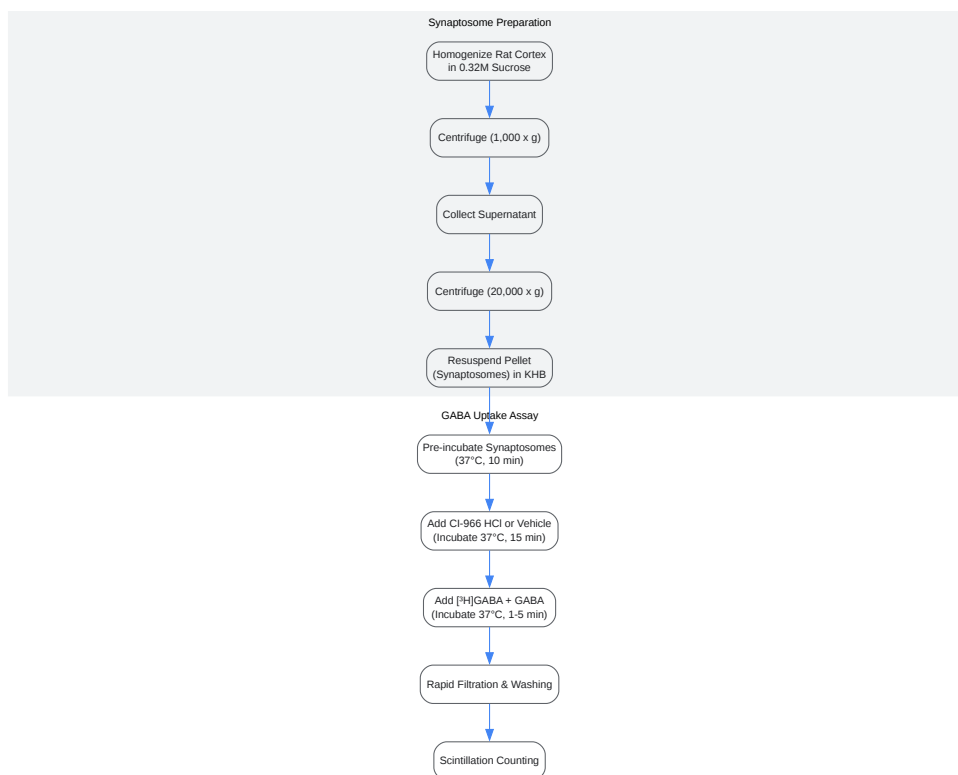 Synaptosome Preparation
Homogenize Rat Cortex
in 0.32M Sucrose
Centrifuge (1,000 x g)
Collect Supernatant
Centrifuge (20,000 x g)
Resuspend Pellet
(Synaptosomes) in KHB
GABA Uptake Assay
Pre-incubate Synaptosomes
(37°C, 10 min)
Add CI-966 HCl or Vehicle
(Incubate 37°C, 15 min)
Add [³H]GABA + GABA
(Incubate 37°C, 1-5 min)
Rapid Filtration & Washing
Scintillation Counting